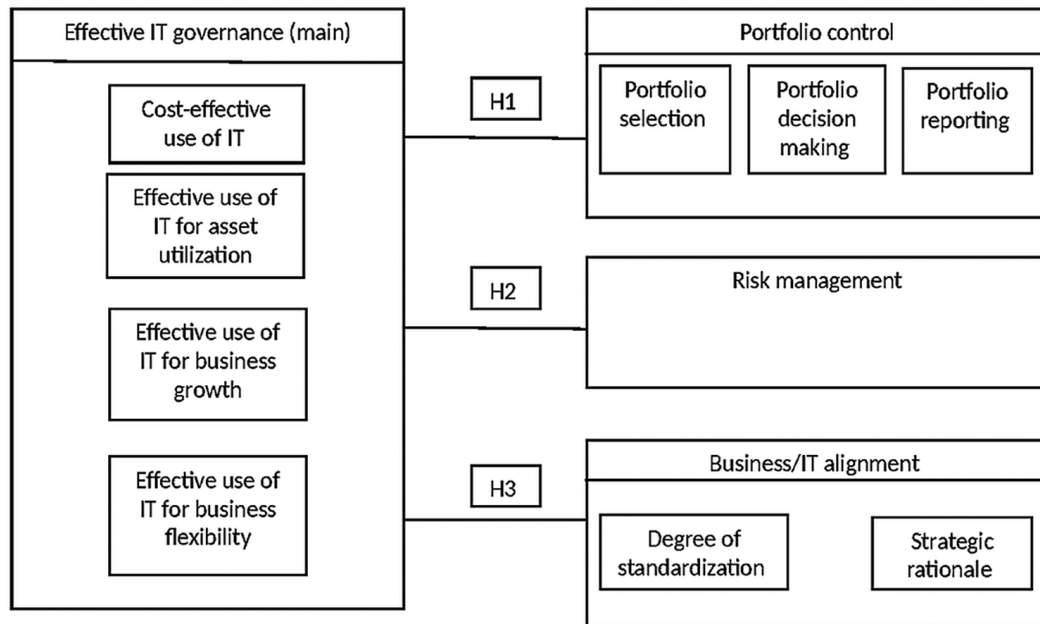 Effective IT governance (main)
Cost-effective
use of IT
Effective use of
IT for asset
utilization
Effective use of
IT for business
growth
Effective use of
IT for business
flexibility
H1
H2
H3
Portfolio control
Portfolio
selection
Portfolio
decision
making
Portfolio
reporting
Risk management
Business/IT alignment
Degree of
standardization
Strategic
rationale